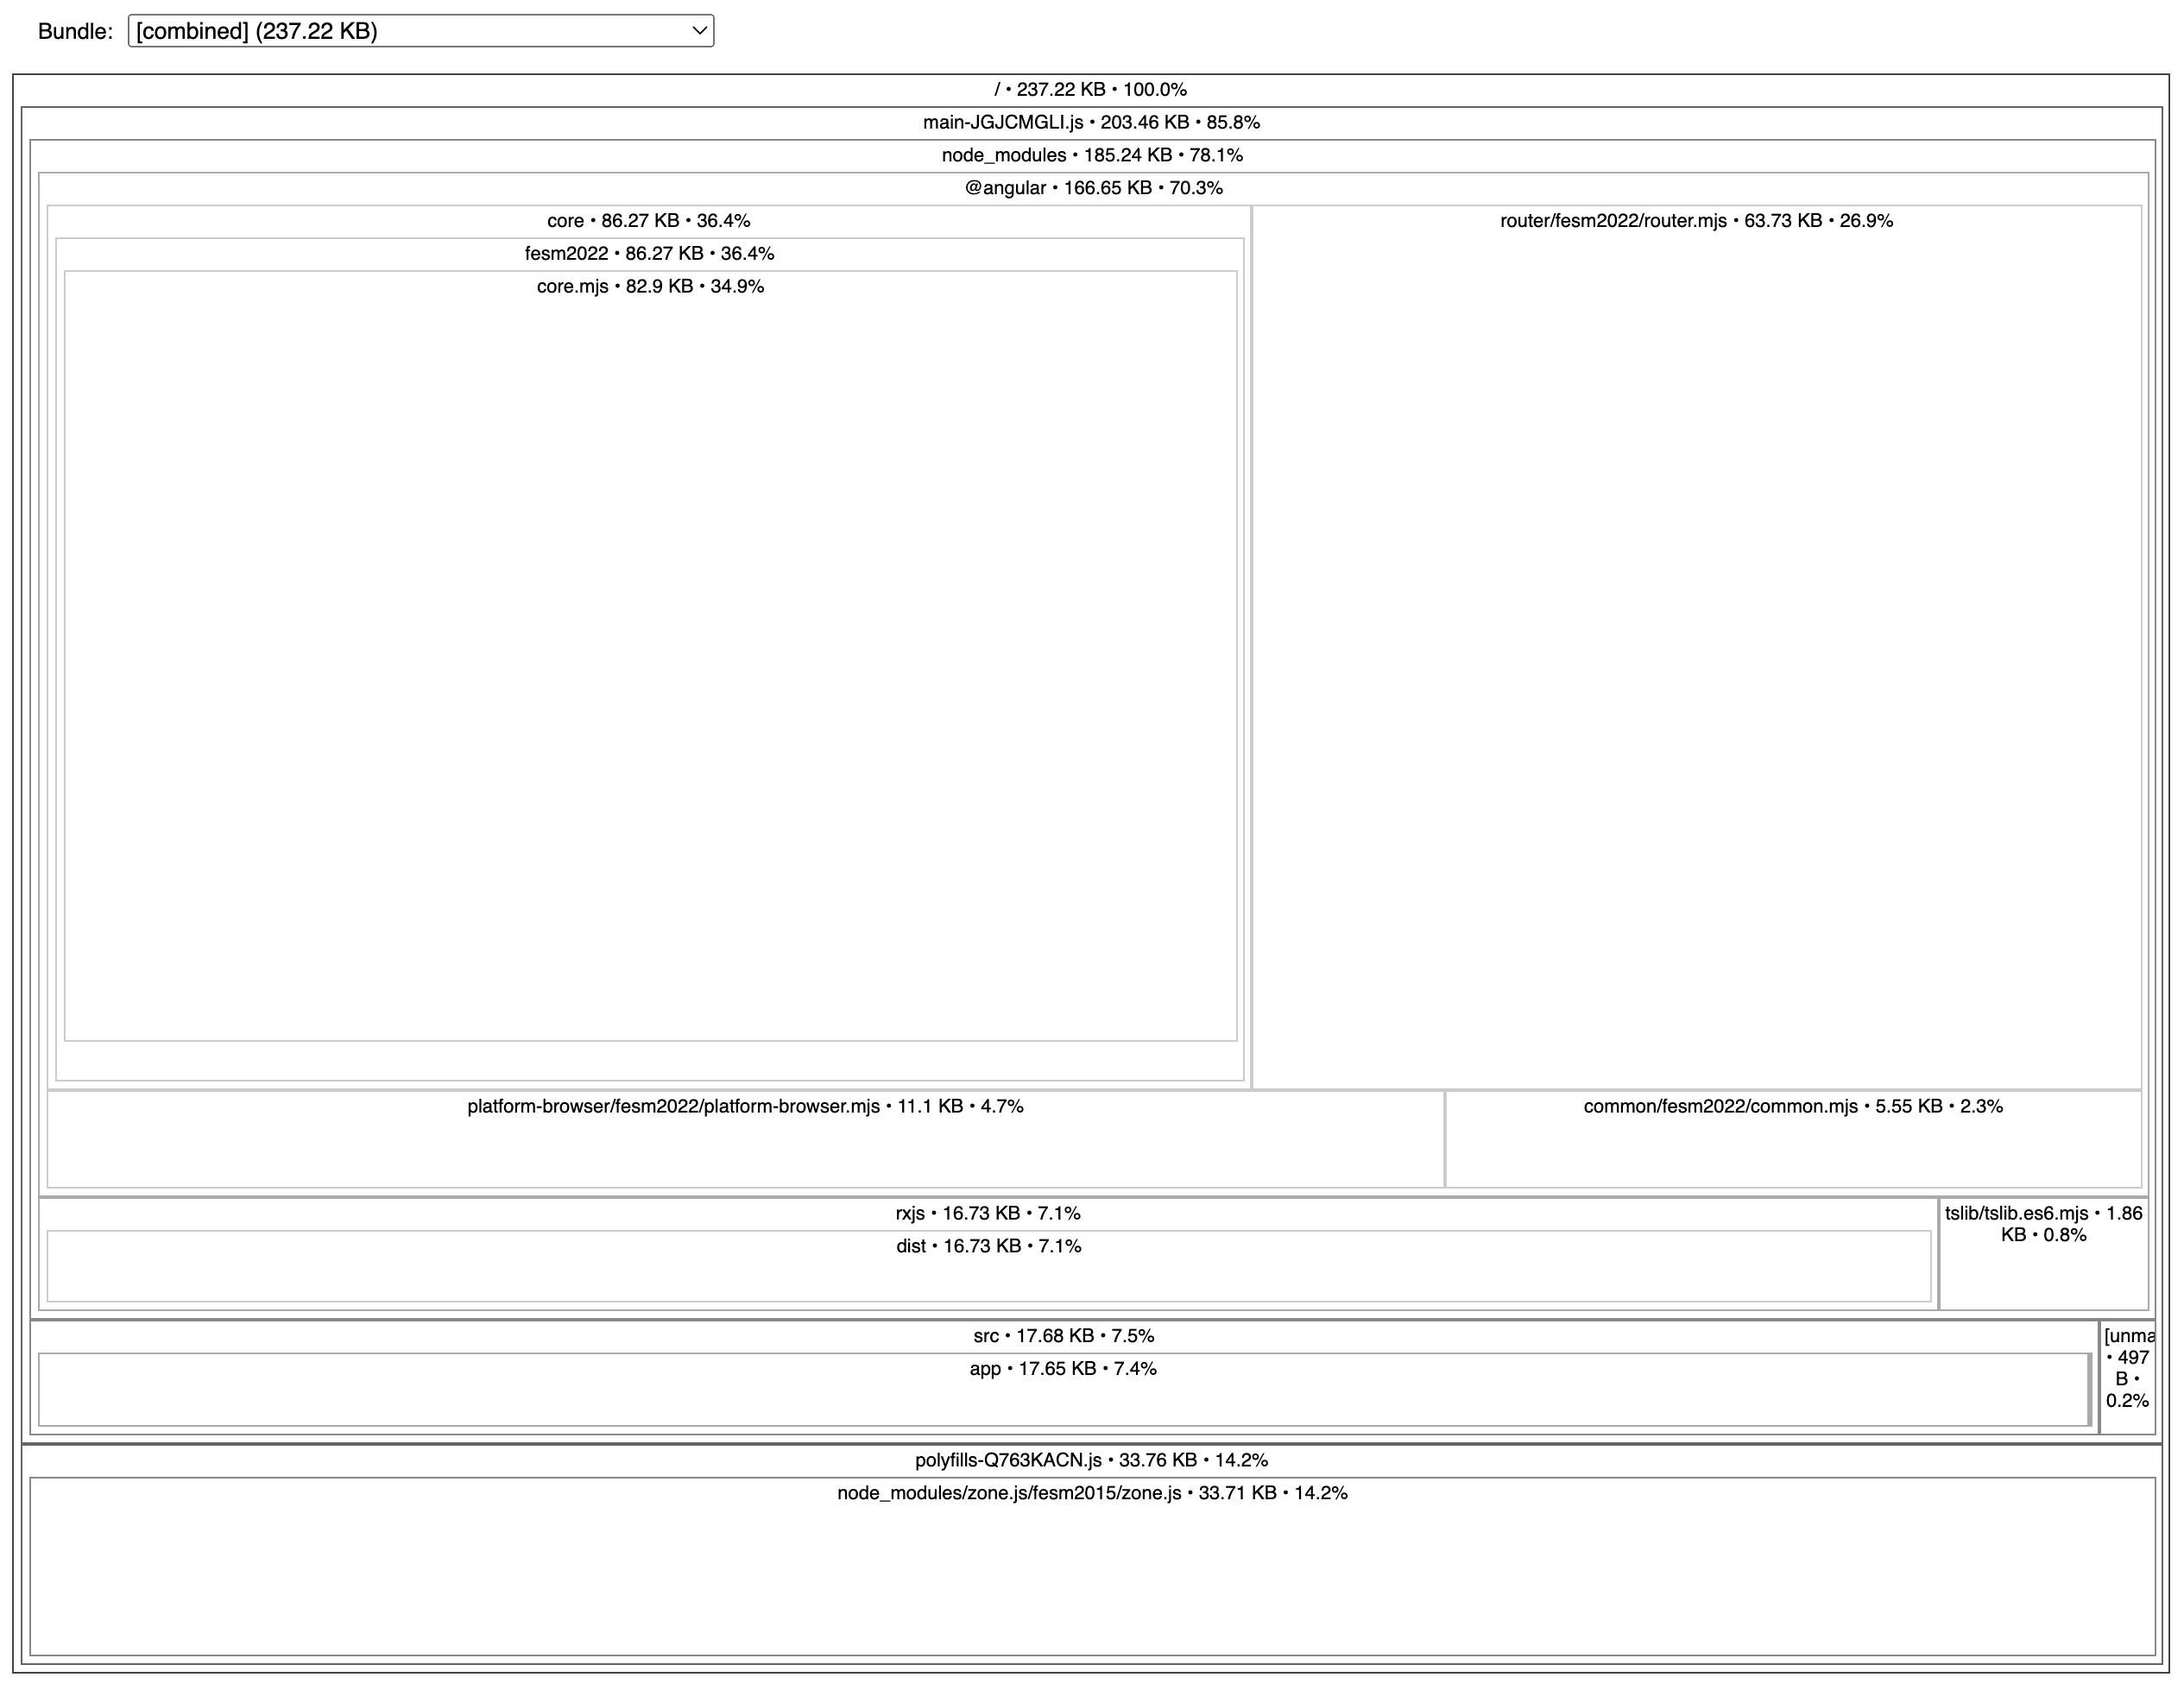 Bundle: [combined] (237.22 KB)
/ • 237.22 KB • 100.0%
main-JGJCMGLI.js • 203.46 KB • 85.8%
node_modules • 185.24 KB • 78.1%
@angular • 166.65 KB • 70.3%
core • 86.27 KB • 36.4%
router/fesm2022/router.mjs • 63.73 KB • 26.9%
fesm2022 • 86.27 KB • 36.4%
core.mjs • 82.9 KB • 34.9%
platform-browser/fesm2022/platform-browser.mjs • 11.1 KB • 4.7%
common/fesm2022/common.mjs • 5.55 KB • 2.3%
rxjs • 16.73 KB • 7.1%
tslib/tslib.es6.mjs • 1.86
KB • 0.8%
dist • 16.73 KB • 7.1%
src • 17.68 KB • 7.5%
[unma
• 497
B •
0.2%
app • 17.65 KB • 7.4%
polyfills-Q763KACN.js • 33.76 KB • 14.2%
node_modules/zone.js/fesm2015/zone.js • 33.71 KB • 14.2%